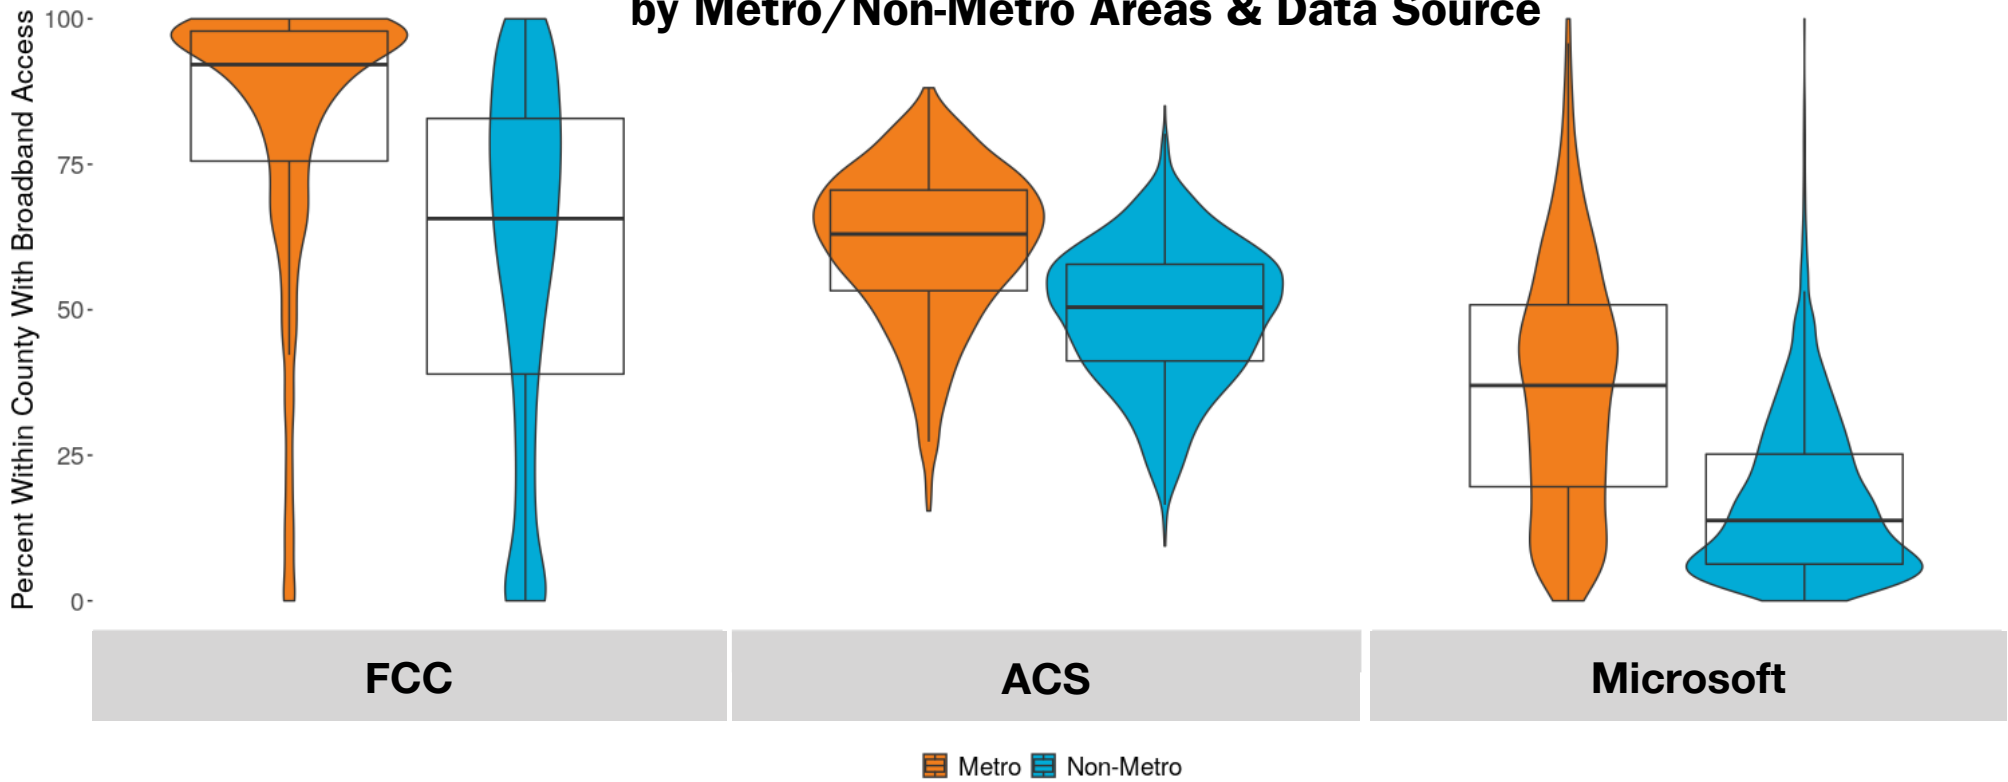 by Metro/Non-Metro Areas & Data Source
Percent Within County With Broadband Access
100
75
50
25
0
FCC
ACS
Microsoft
Metro
Non-Metro